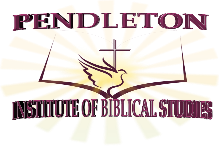 PENDLETON
INSTITUTE OF BIBLICAL STUDIES